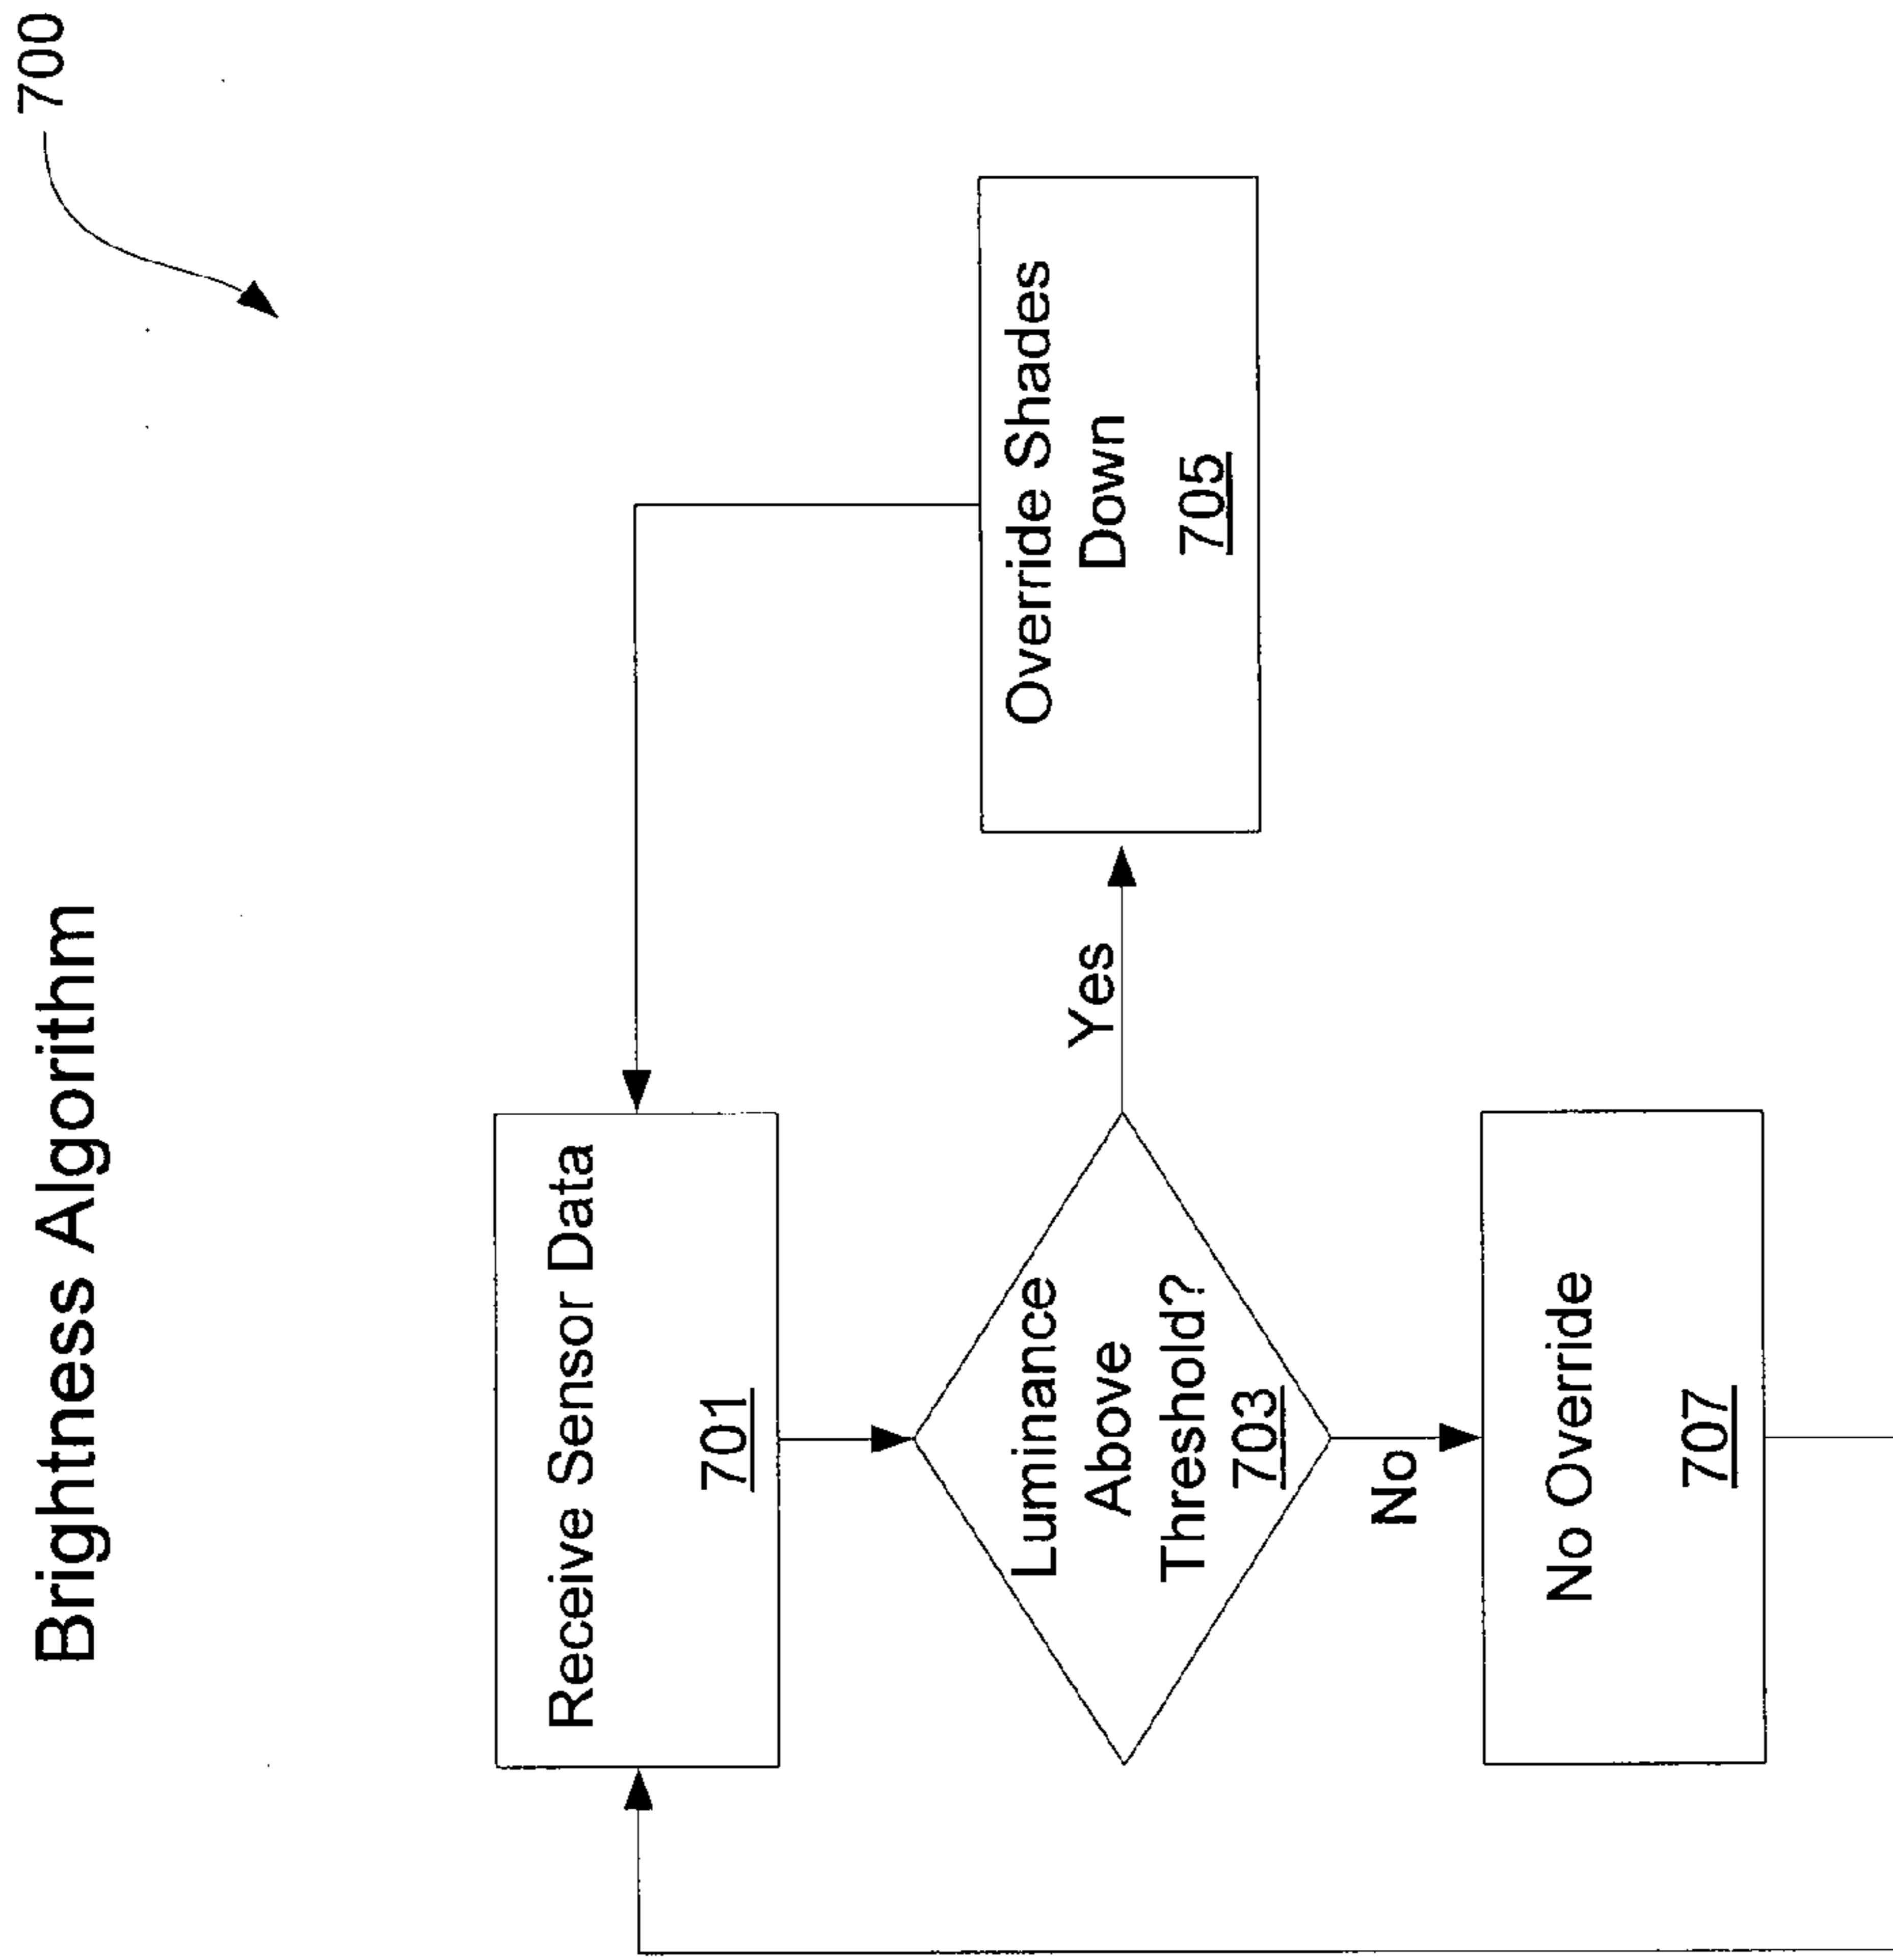 Brightness Algorithm
700
Receive Sensor Data
701
Luminance
Above
Threshold?
703
Yes
Override Shades
Down
705
No
No Override
707